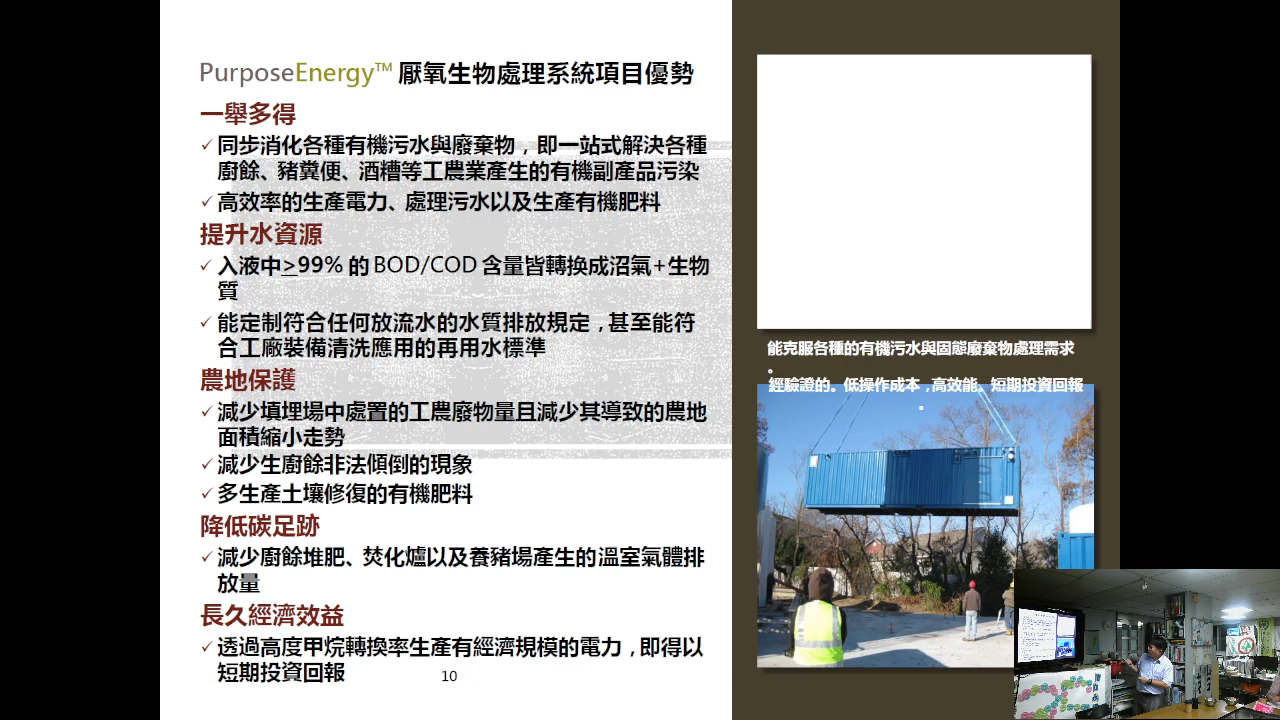 PurposeEnergy™ 厭氧生物處理系統項目優勢
一舉多得
✓同步消化各種有機污水與廢棄物，即一站式解決各種
廚餘、豬糞便、酒糟等工農業產生的有機副產品污染
✓高效率的生產電力、處理污水以及生產有機肥料
提升水資源
✓入液中≥99% 的 BOD/COD 含量皆轉换成沼氣+生物
質
✓能定制符合任何放流水的水質排放規定，甚至能符
合工廠裝備清洗應用的再用水標準
農地保護
✓減少填埋場中處置的工農廢物量且減少其導致的農地
面積縮小走勢
✓減少生廚餘非法傾倒的現象
✓多生產土壤修復的有機肥料
降低碳足跡
✓減少廚餘堆肥、焚化爐以及養豬場產生的溫室氣體排
放量
長久經濟效益
✓透過高度甲烷轉換率生產有經濟規模的電力，即得以
短期投資回報
10
能克服各種的有機污水與固態廢棄物處理需求
。
經驗證的。低操作成本，高效能。短期投資回報
。